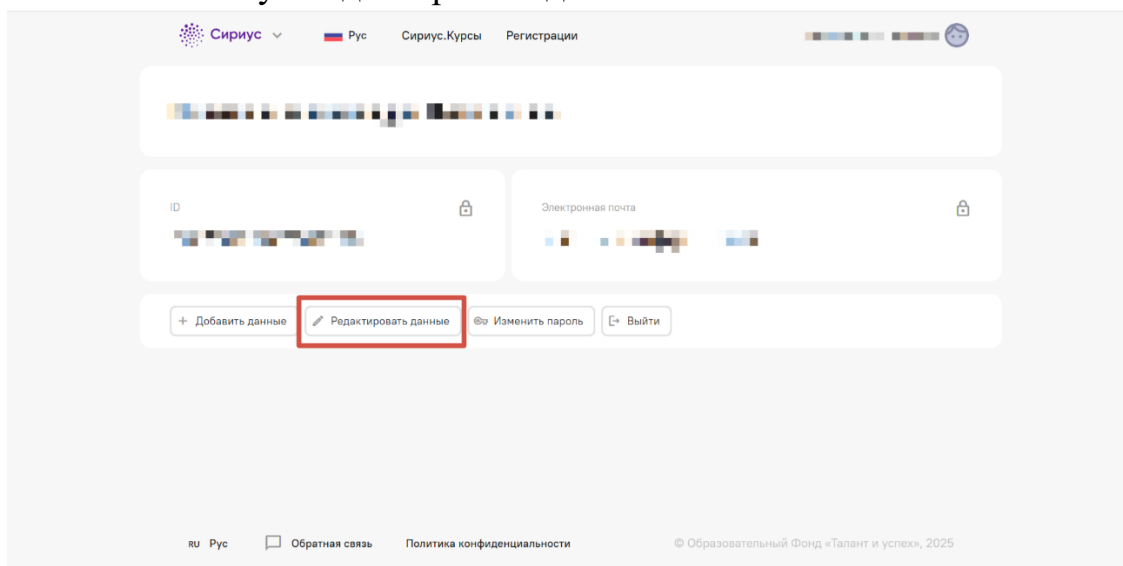 Сириус Рус Сириус.Курсы Регистрации
ID
Электронная почта
+ Добавить данные Редактировать данные Изменить пароль Выйти
RU Рус Обратная связь Политика конфиденциальности © Образовательный Фонд «Талант и успех», 2025